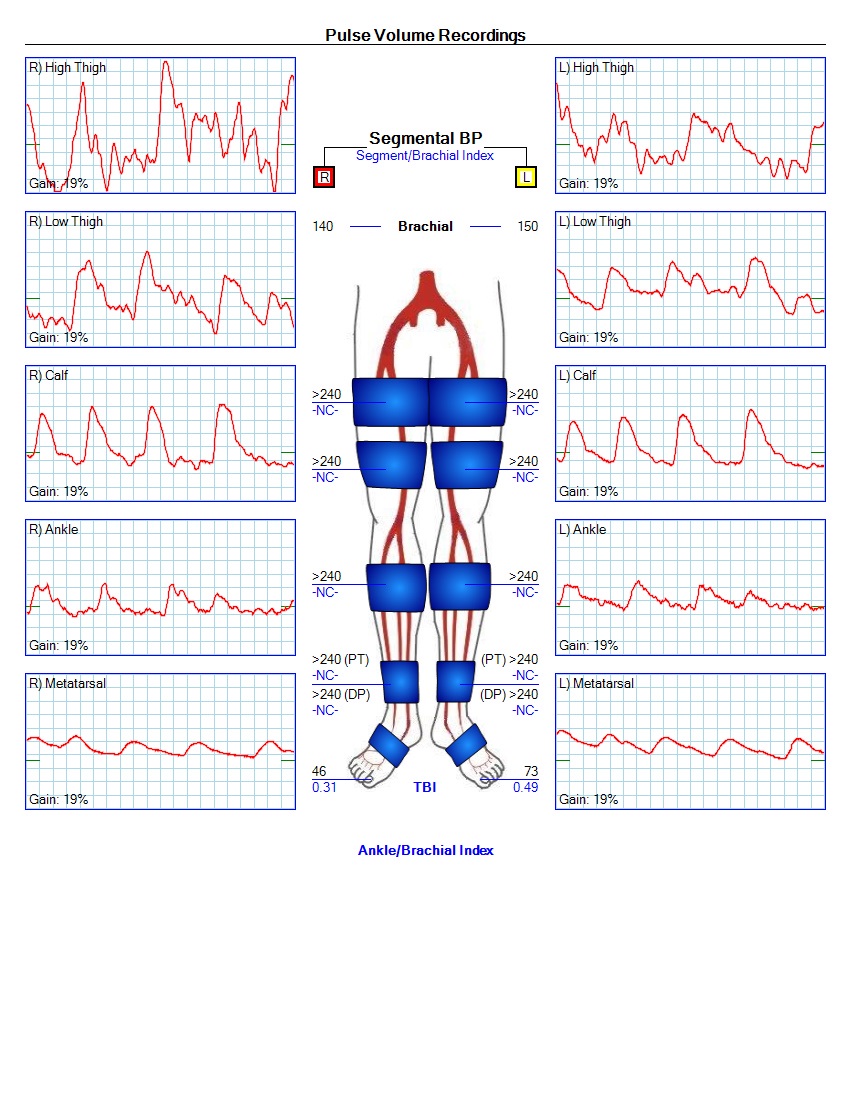 Pulse Volume Recordings
R) High Thigh
Gain: 19%
L) High Thigh
Gain: 19%
Segmental BP
Segment/Brachial Index
R
L
140 Brachial 150
R) Low Thigh
Gain: 19%
L) Low Thigh
Gain: 19%
R) Calf
Gain: 19%
>240 >240
-NC- -NC-
L) Calf
Gain: 19%
>240 >240
-NC- -NC-
R) Ankle
Gain: 19%
>240 >240
-NC- -NC-
L) Ankle
Gain: 19%
>240 (PT) (PT) >240
-NC- -NC-
>240 (DP) (DP) >240
-NC- -NC-
R) Metatarsal
Gain: 19%
L) Metatarsal
Gain: 19%
46 73
0.31 TBI 0.49
Ankle/Brachial Index